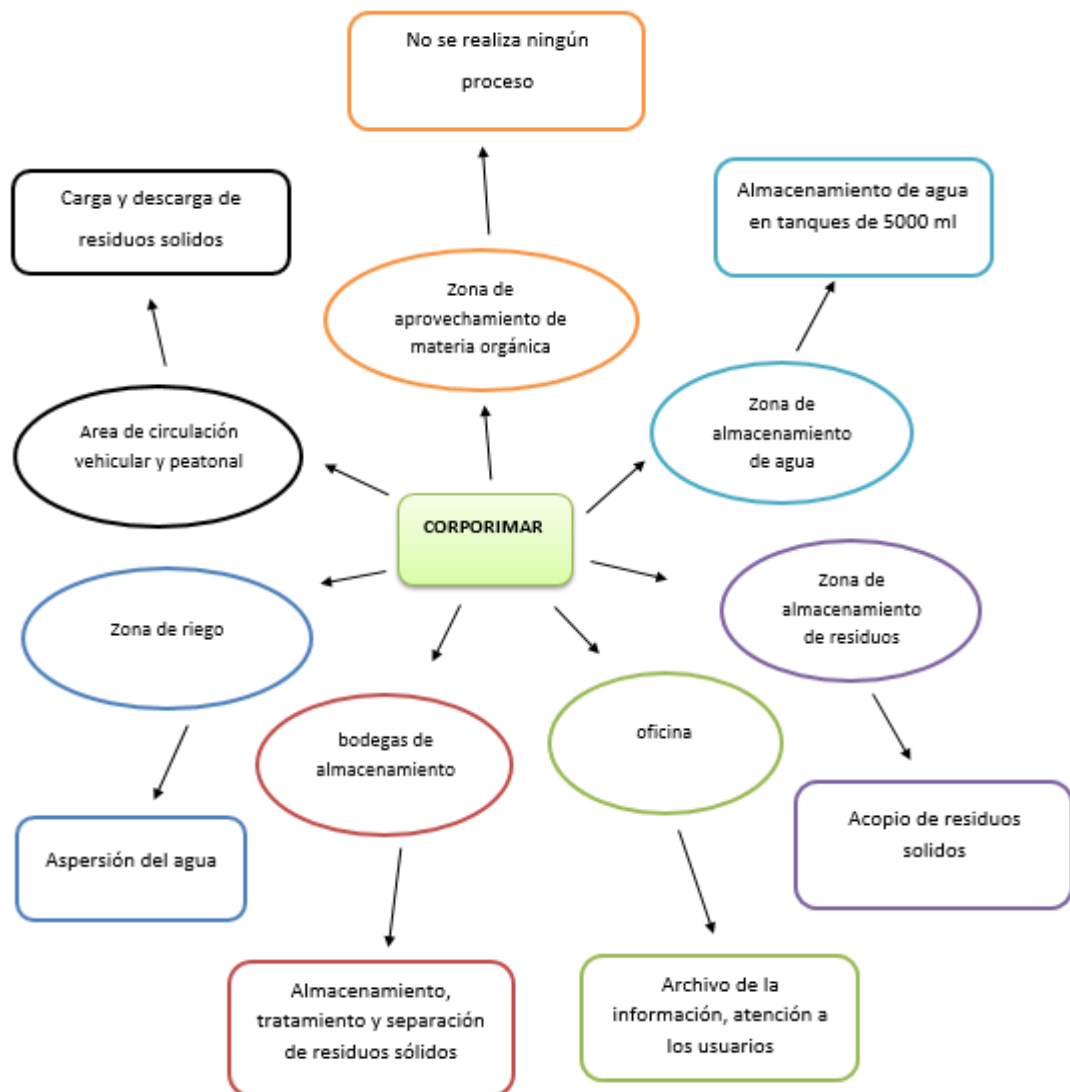 No se realiza ningún
proceso
Carga y descarga de
residuos solidos
Almacenamiento de agua
en tanques de 5000 ml
Zona de
aprovechamiento de
materia orgánica
Zona de
almacenamiento
de agua
Area de circulación
vehicular y peatonal
CORPORIMAR
Zona de
almacenamiento
de residuos
Zona de riego
bodegas de
almacenamiento
oficina
Acopio de residuos
solidos
Aspersión del agua
Almacenamiento,
tratamiento y separación
de residuos sólidos
Archivo de la
información, atención a
los usuarios